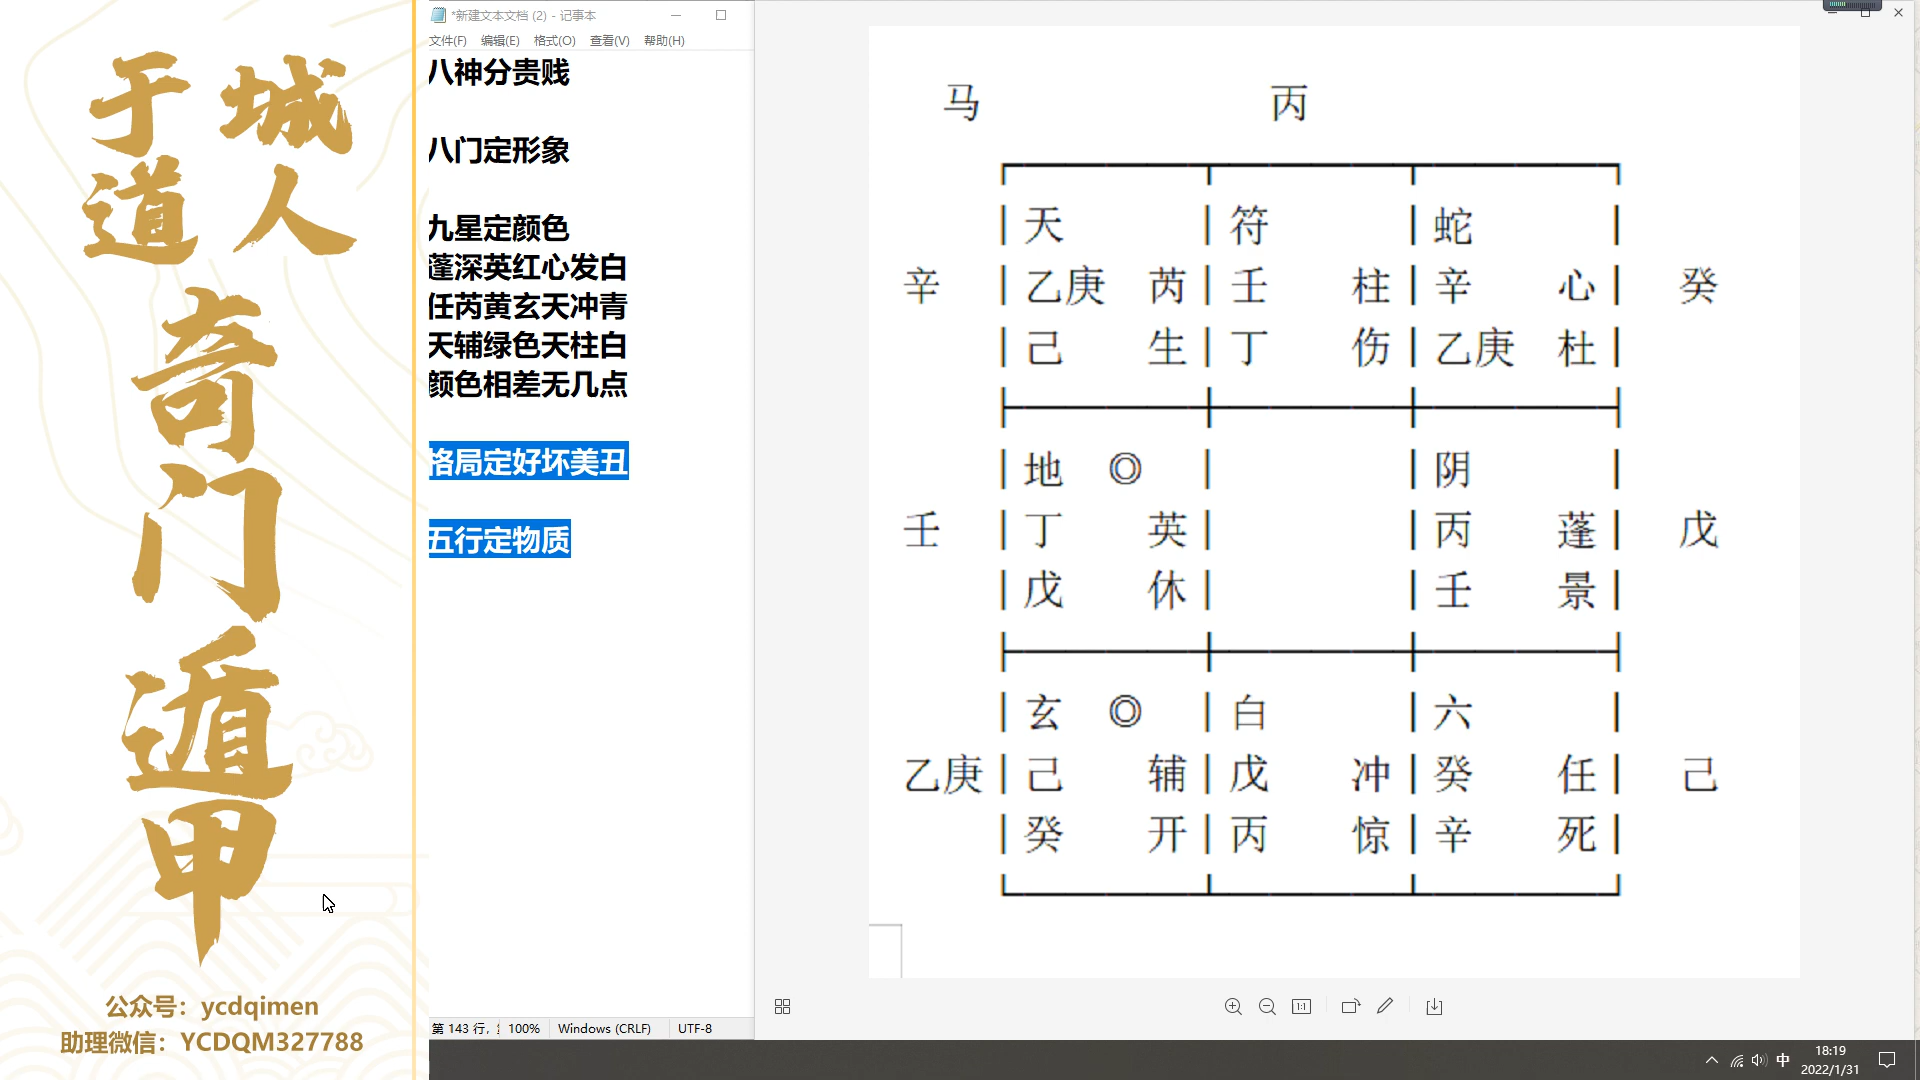 于城
道人
奇门遁甲
公众号：ycdqimen
助理微信：YCDQM327788
*新建文本文档 (2) - 记事本
文件(F) 编辑(E) 格式(O) 查看(V) 帮助(H)
八神分贵贱
八门定形象
九星定颜色
蓬深英红心发白
任芮黄玄天冲青
天辅绿色天柱白
颜色相差无几点
格局定好坏美丑
五行定物质
第 143 行, 100% Windows (CRLF) UTF-8
马 丙
天 符 蛇
辛 乙庚 芮 壬 柱 辛 心 癸
己 生 丁 伤 乙庚 杜
地 ◎ 阴
壬 丁 英 丙 蓬 戊
戊 休 壬 景
玄 ◎ 白 六
乙庚 己 辅 戊 冲 癸 任 己
癸 开 丙 惊 辛 死
1:1
中
18:19
2022/1/31